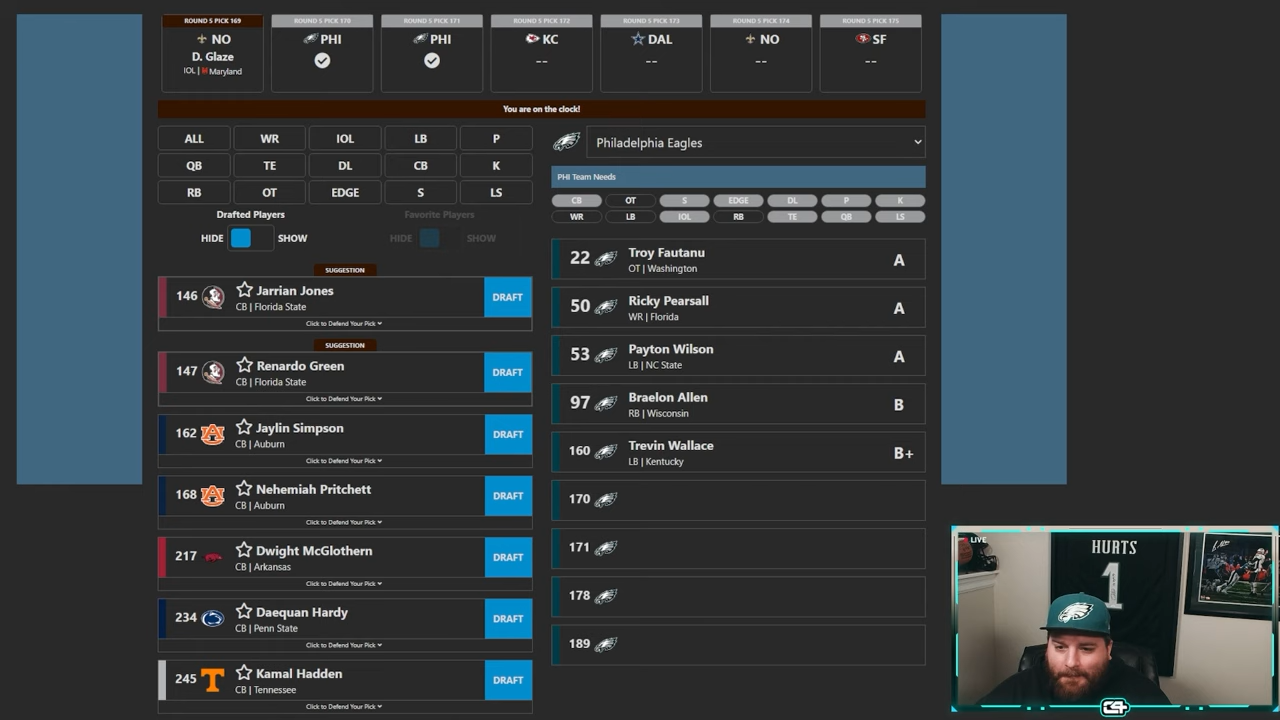 ROUND 5 PICK 169
NO
D. Glaze
IOL | Maryland
ROUND 5 PICK 170
PHI
ROUND 5 PICK 171
PHI
ROUND 5 PICK 172
KC
--
ROUND 5 PICK 173
DAL
--
ROUND 5 PICK 174
NO
--
ROUND 5 PICK 175
SF
--
You are on the clock!
ALL WR IOL LB P
QB TE DL CB K
RB OT EDGE S LS
Drafted Players
HIDE SHOW
Favorite Players
HIDE SHOW
SUGGESTION
146 Jarrian Jones
CB | Florida State
DRAFT
Click to Defend Your Pick
SUGGESTION
147 Renardo Green
CB | Florida State
DRAFT
Click to Defend Your Pick
162 Jaylin Simpson
CB | Auburn
DRAFT
Click to Defend Your Pick
168 Nehemiah Pritchett
CB | Auburn
DRAFT
Click to Defend Your Pick
217 Dwight McGlothern
CB | Arkansas
DRAFT
Click to Defend Your Pick
234 Daequan Hardy
CB | Penn State
DRAFT
Click to Defend Your Pick
245 Kamal Hadden
CB | Tennessee
DRAFT
Click to Defend Your Pick
Philadelphia Eagles
PHI Team Needs
CB OT S EDGE DL P K
WR LB IOL RB TE QB LS
22 Troy Fautanu
OT | Washington
A
50 Ricky Pearsall
WR | Florida
A
53 Payton Wilson
LB | NC State
A
97 Braelon Allen
RB | Wisconsin
B
160 Trevin Wallace
LB | Kentucky
B+
170
171
178
189
LIVE
HURTS
1